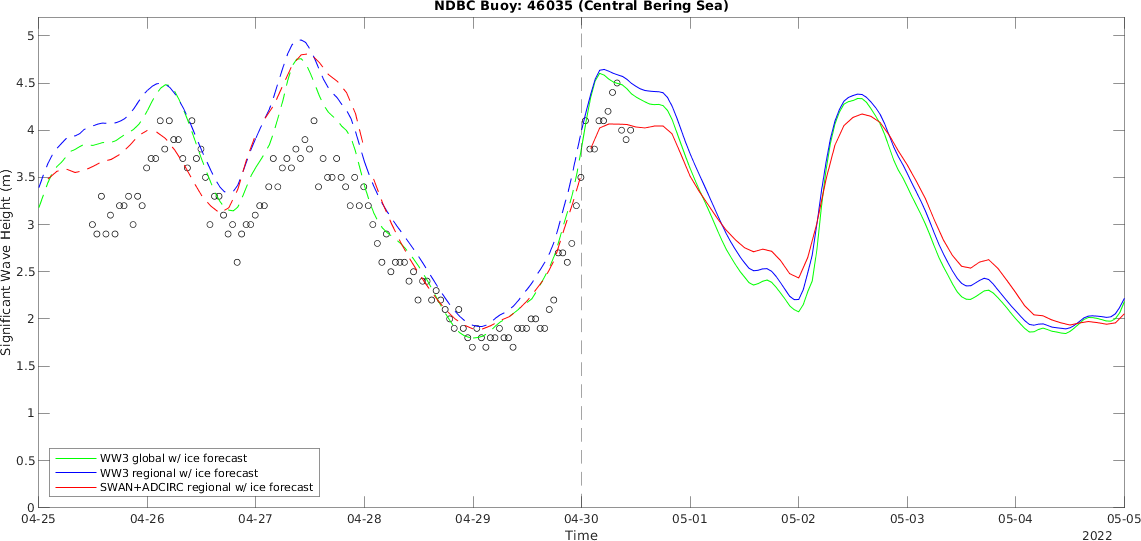 NDBC Buoy: 46035 (Central Bering Sea)
5
4.5
4
3.5
3
2.5
2
1.5
1
0.5
0
Significant Wave Height (m)
WW3 global w/ ice forecast
WW3 regional w/ ice forecast
SWAN+ADCIRC regional w/ ice forecast
04-25 04-26 04-27 04-28 04-29 04-30 05-01 05-02 05-03 05-04 05-05
Time
2022